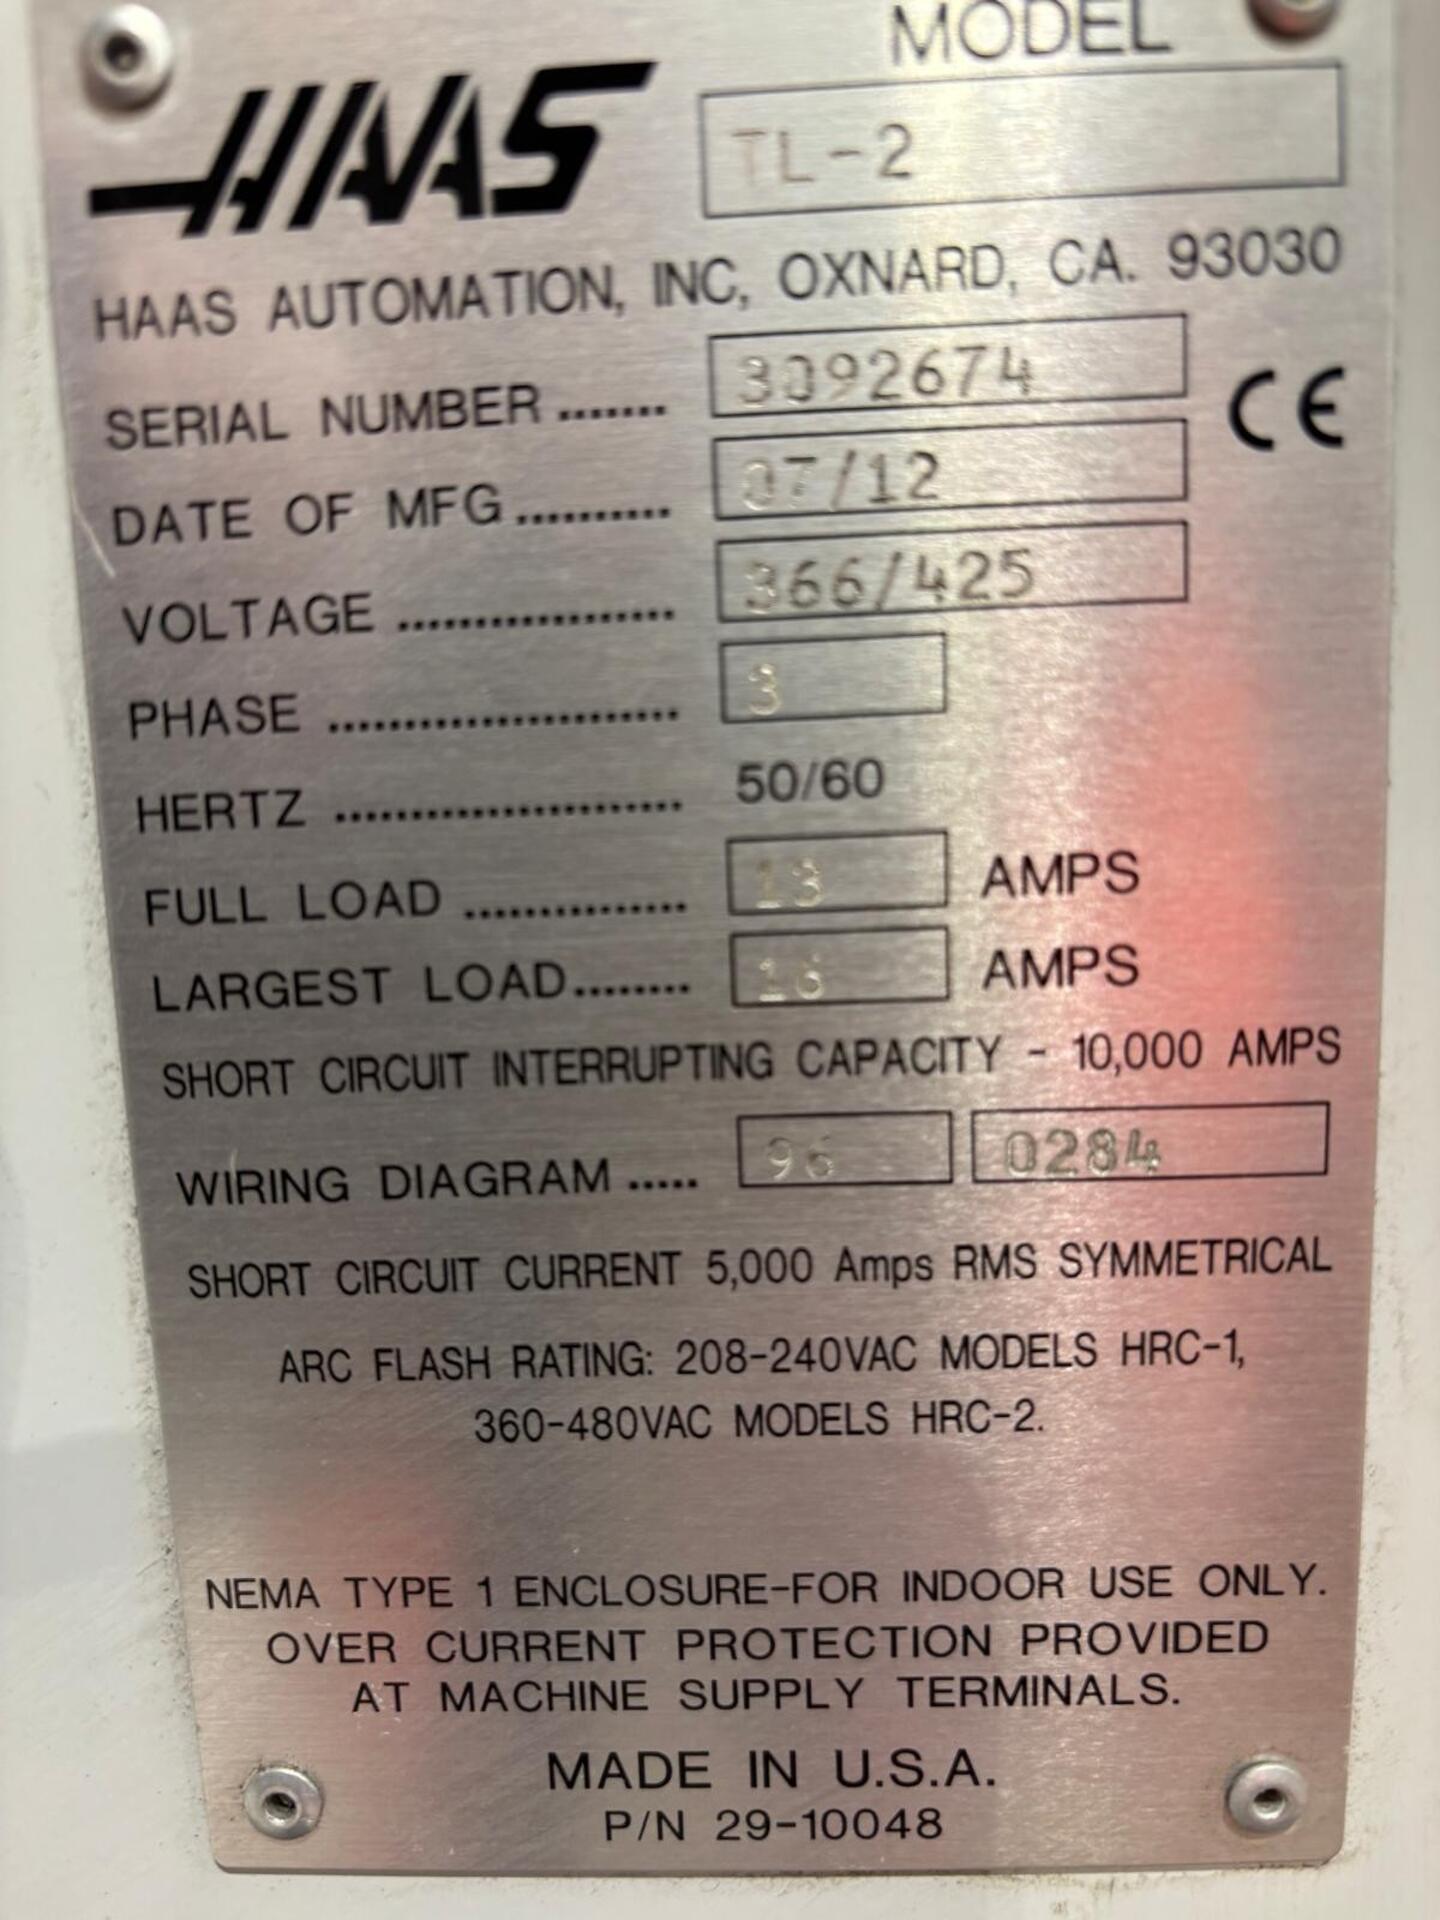 MODEL
HAAS TL-2
HAAS AUTOMATION, INC, OXNARD, CA. 93030
SERIAL NUMBER ....... 3092674
CE
DATE OF MFG .......... 07/12
VOLTAGE .................. 366/425
PHASE ....................... 3
HERTZ ....................... 50/60
FULL LOAD ............... 13 AMPS
LARGEST LOAD........ 16 AMPS
SHORT CIRCUIT INTERRUPTING CAPACITY - 10,000 AMPS
WIRING DIAGRAM ..... 96 0284
SHORT CIRCUIT CURRENT 5,000 Amps RMS SYMMETRICAL
ARC FLASH RATING: 208-240VAC MODELS HRC-1,
360-480VAC MODELS HRC-2.
NEMA TYPE 1 ENCLOSURE-FOR INDOOR USE ONLY.
OVER CURRENT PROTECTION PROVIDED
AT MACHINE SUPPLY TERMINALS.
MADE IN U.S.A.
P/N 29-10048